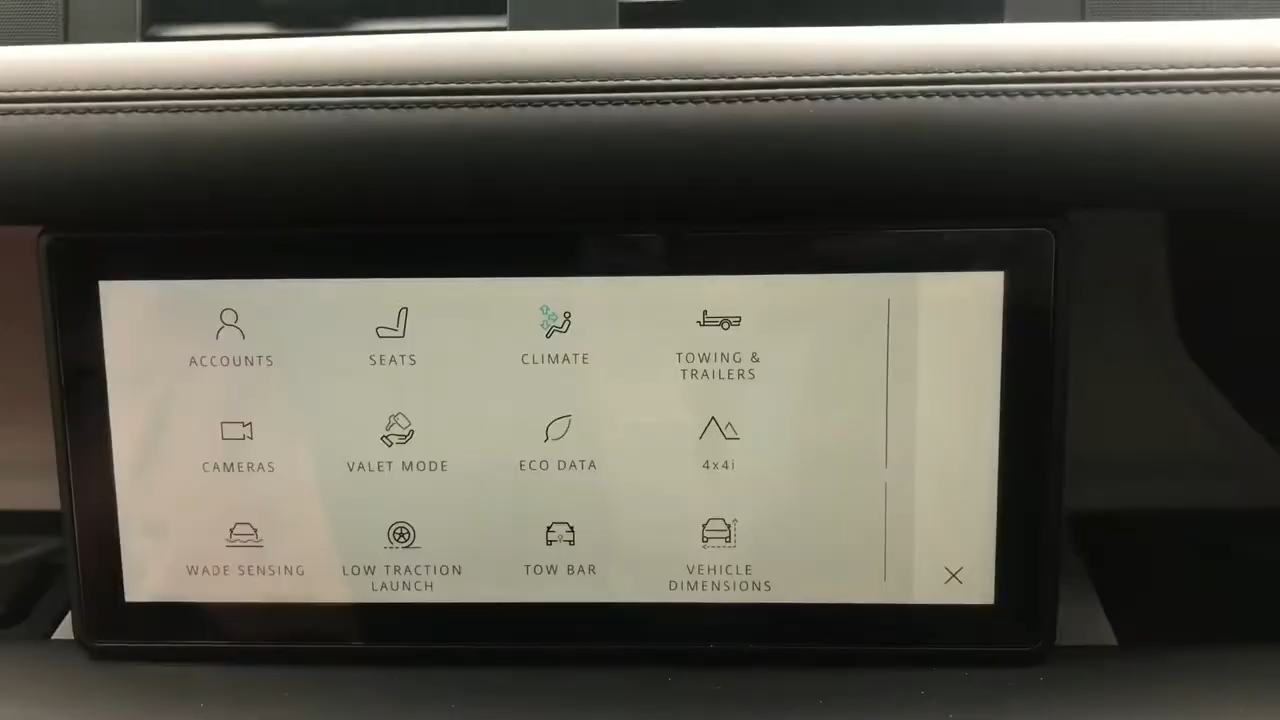 ACCOUNTS
SEATS
CLIMATE
TOWING &
TRAILERS
CAMERAS
VALET MODE
ECO DATA
4x4i
WADE SENSING
LOW TRACTION
LAUNCH
TOW BAR
VEHICLE
DIMENSIONS